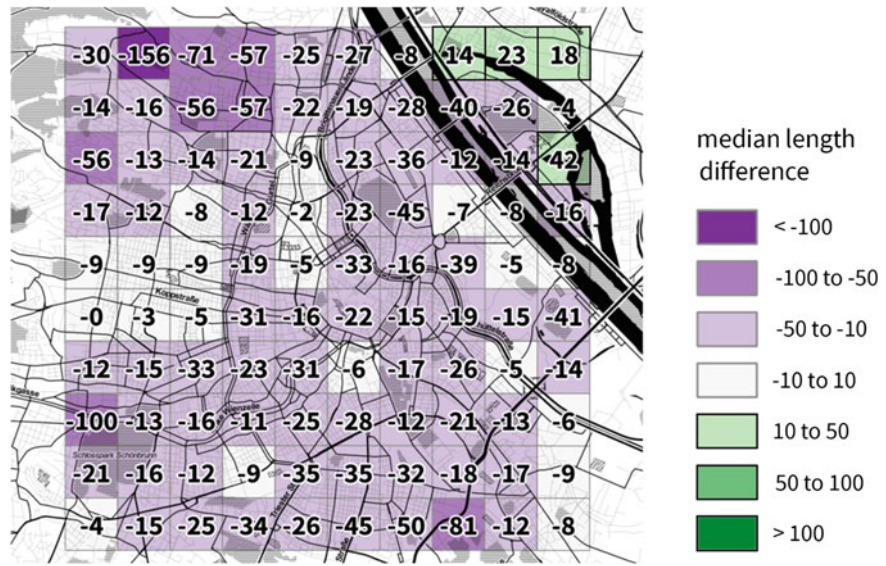 -30 -156 -71 -57 -25 -27 -8 14 23 18
-14 -16 -56 -57 -22 -19 -28 -40 -26 -4
-56 -13 -14 -21 -9 -23 -36 -12 -14 42
-17 -12 -8 -12 -2 -23 -45 -7 -8 -16
-9 -9 -9 -19 -5 -33 -16 -39 -5 -8
Koppstraße
-0 -3 -5 -31 -16 -22 -15 -19 -15 -41
-12 -15 -33 -23 -31 -6 -17 -26 -5 -14
-100 -13 -16 -11 -25 -28 -12 -21 -13 -6
Schlosspark Schönbrunn
-21 -16 -12 -9 -35 -35 -32 -18 -17 -9
-4 -15 -25 -34 -26 -45 -50 -81 -12 -8
median length
difference
< -100
-100 to -50
-50 to -10
-10 to 10
10 to 50
50 to 100
> 100